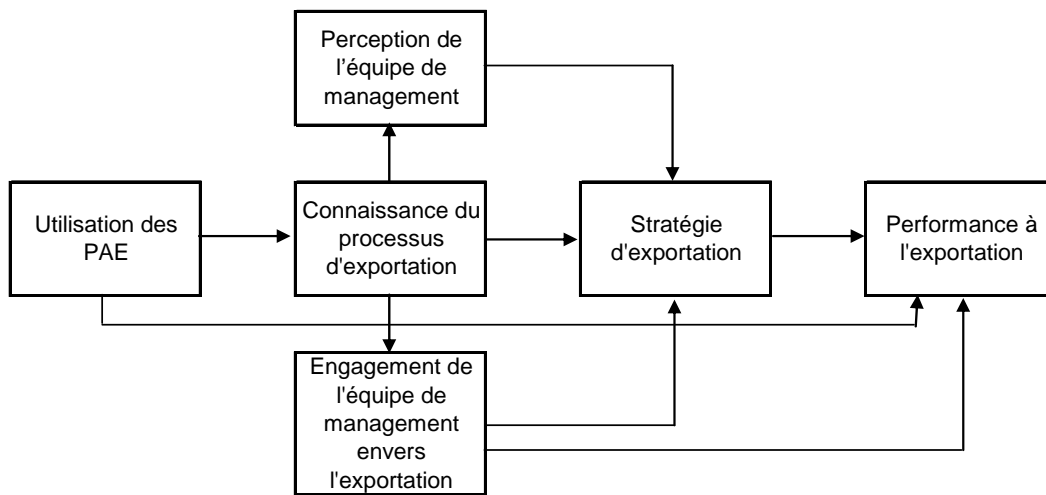 Perception de
l’équipe de
management
Utilisation des
PAE
Connaissance du
processus
d'exportation
Stratégie
d'exportation
Performance à
l'exportation
Engagement de
l'équipe de
management
envers
l'exportation